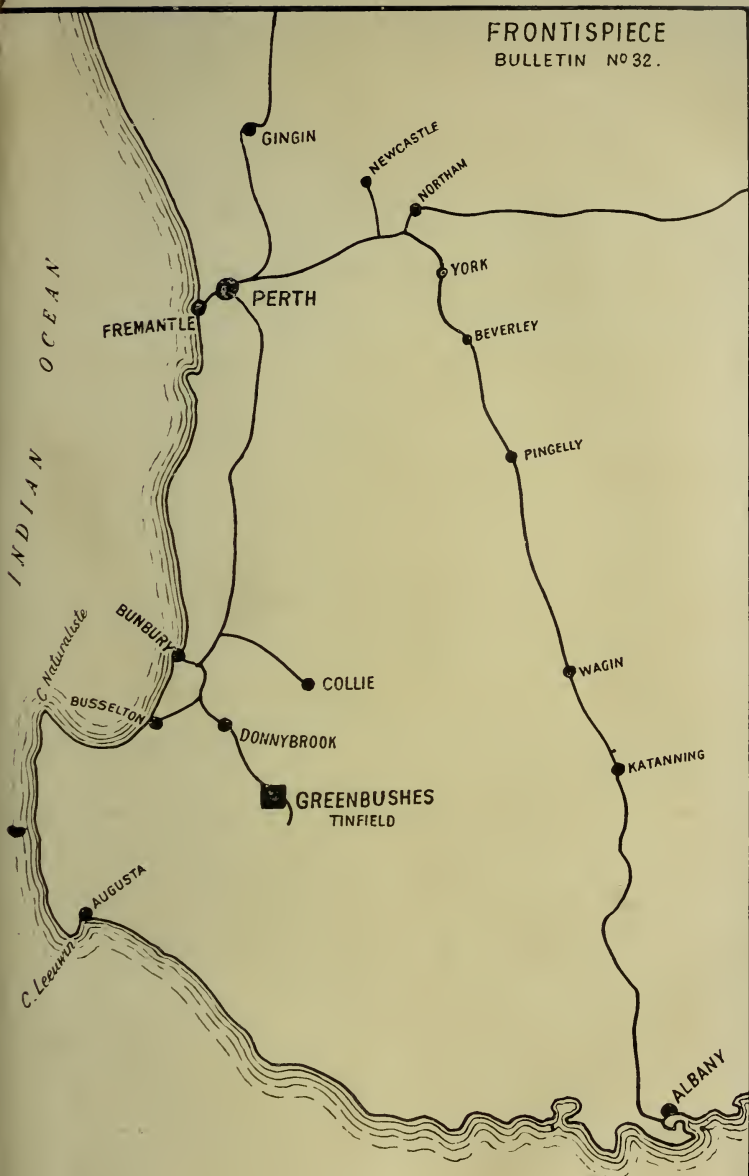 FRONTISPIECE
BULLETIN Nº 32.
GINGIN
NEWCASTLE
NORTHAM
YORK
PERTH
FREMANTLE
BEVERLEY
INDIAN OCEAN
PINGELLY
BUNBURY
C Naturaliste
WAGIN
COLLIE
BUSSELTON
DONNYBROOK
KATANNING
GREENBUSHES
TINFIELD
AUGUSTA
C. Leeuwin
ALBANY